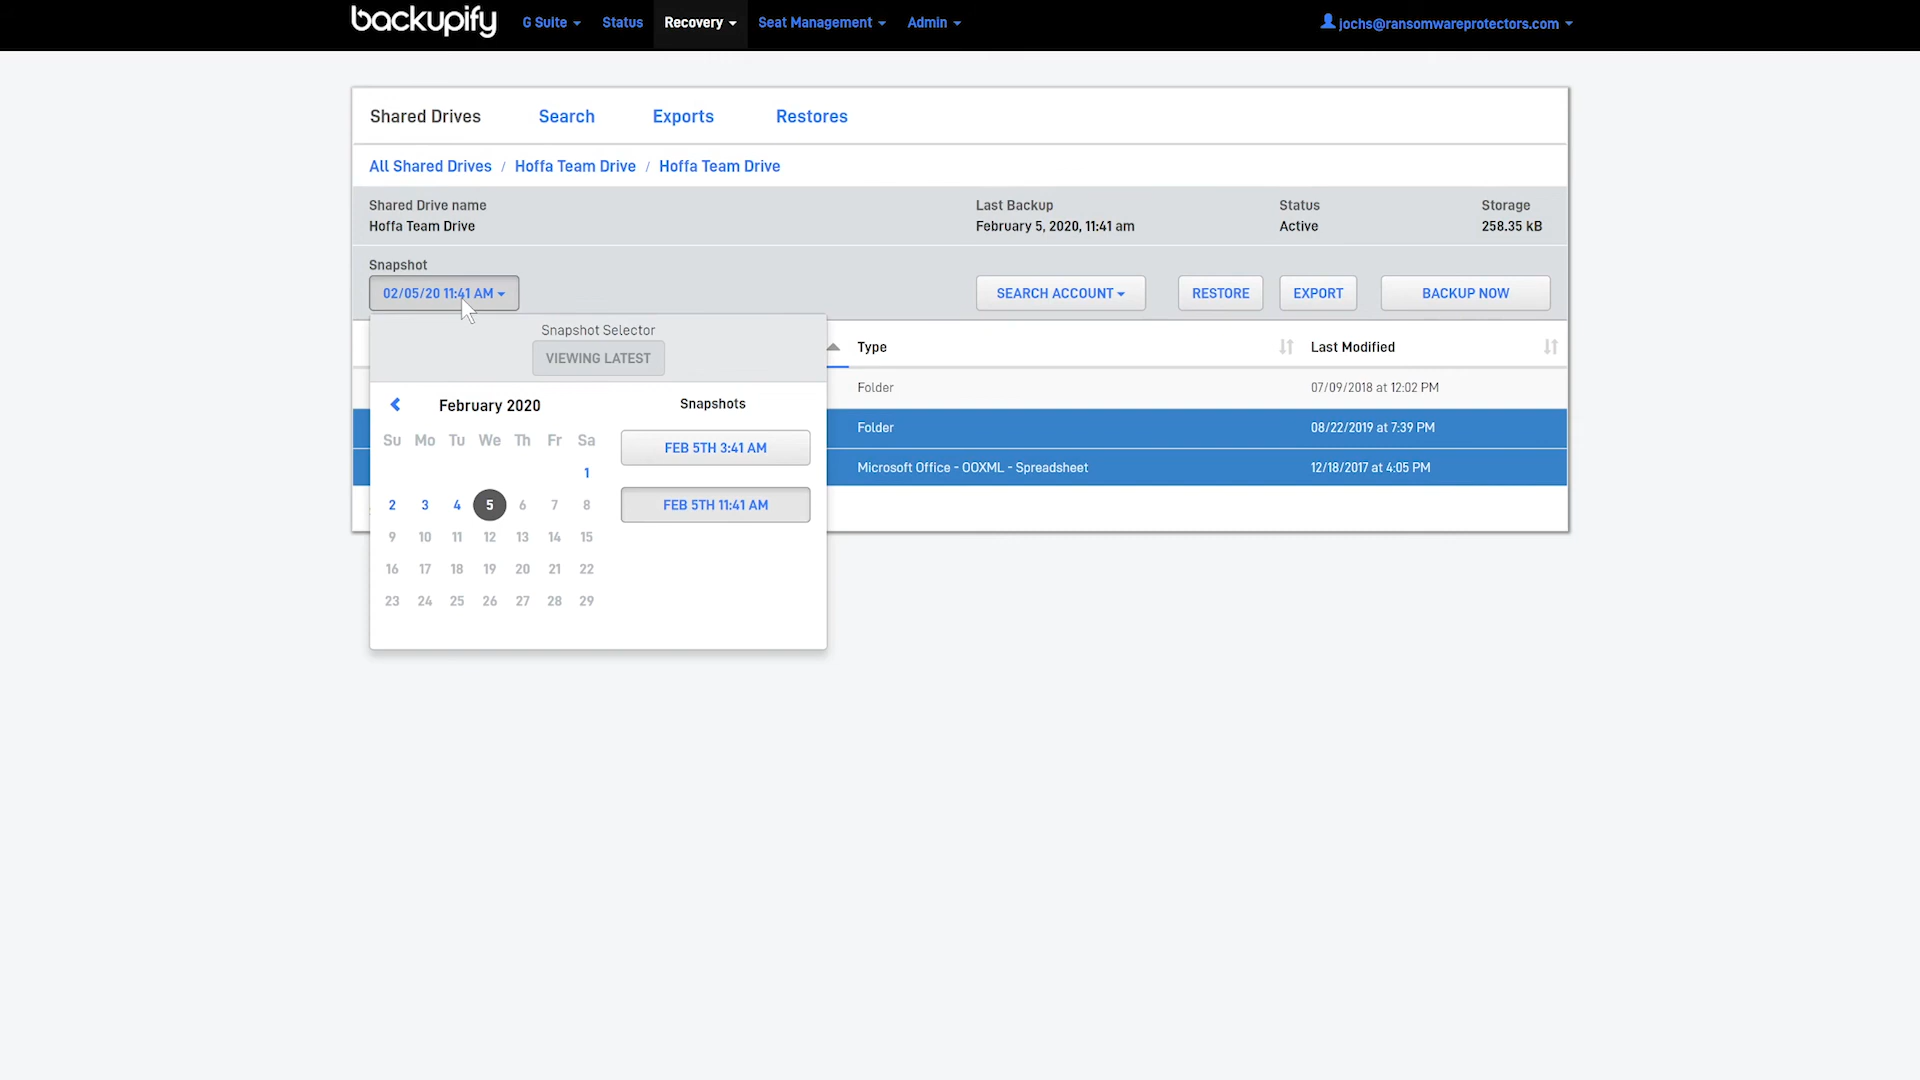 backupify G Suite Status Recovery Seat Management Admin jochs@ransomwareprotectors.com
Shared Drives Search Exports Restores
All Shared Drives / Hoffa Team Drive / Hoffa Team Drive
Shared Drive name Last Backup Status Storage
Hoffa Team Drive February 5, 2020, 11:41 am Active 258.35 kB
Snapshot
02/05/20 11:41 AM SEARCH ACCOUNT RESTORE EXPORT BACKUP NOW
Snapshot Selector
VIEWING LATEST
Type Last Modified
Folder 07/09/2018 at 12:02 PM
Folder 08/22/2019 at 7:39 PM
Microsoft Office - OOXML - Spreadsheet 12/18/2017 at 4:05 PM
February 2020 Snapshots
Su Mo Tu We Th Fr Sa
FEB 5TH 3:41 AM
1
2 3 4 5 6 7 8
FEB 5TH 11:41 AM
9 10 11 12 13 14 15
16 17 18 19 20 21 22
23 24 25 26 27 28 29